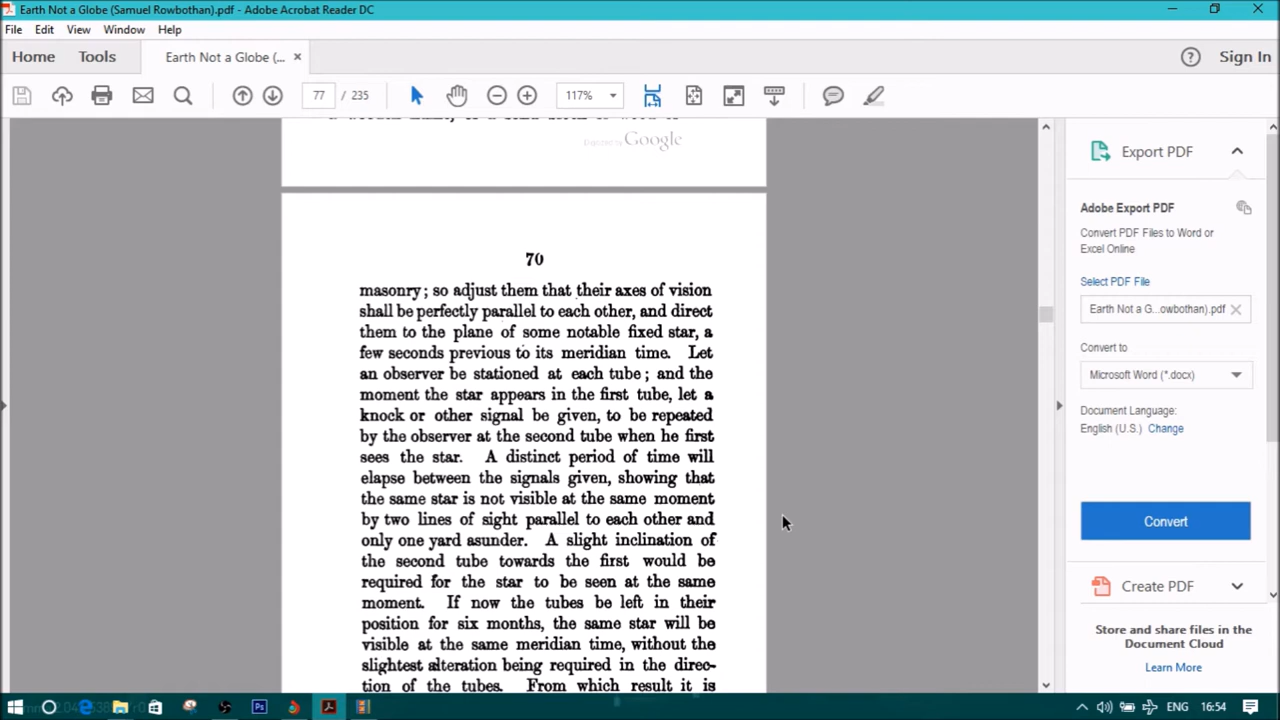 Earth Not a Globe (Samuel Rowbothan).pdf - Adobe Acrobat Reader DC
File Edit View Window Help
Home Tools Earth Not a Globe (... × Sign In
77 / 235 117%
Digitized by Google
70
masonry; so adjust them that their axes of vision
shall be perfectly parallel to each other, and direct
them to the plane of some notable fixed star, a
few seconds previous to its meridian time. Let
an observer be stationed at each tube; and the
moment the star appears in the first tube, let a
knock or other signal be given, to be repeated
by the observer at the second tube when he first
sees the star. A distinct period of time will
elapse between the signals given, showing that
the same star is not visible at the same moment
by two lines of sight parallel to each other and
only one yard asunder. A slight inclination of
the second tube towards the first would be
required for the star to be seen at the same
moment. If now the tubes be left in their
position for six months, the same star will be
visible at the same meridian time, without the
slightest alteration being required in the direc-
tion of the tubes. From which result it is
Export PDF
Adobe Export PDF
Convert PDF Files to Word or
Excel Online
Select PDF File
Earth Not a G...owbothan).pdf ×
Convert to
Microsoft Word (*.docx)
Document Language:
English (U.S.) Change
Convert
Create PDF
Store and share files in the
Document Cloud
Learn More
ENG 16:54